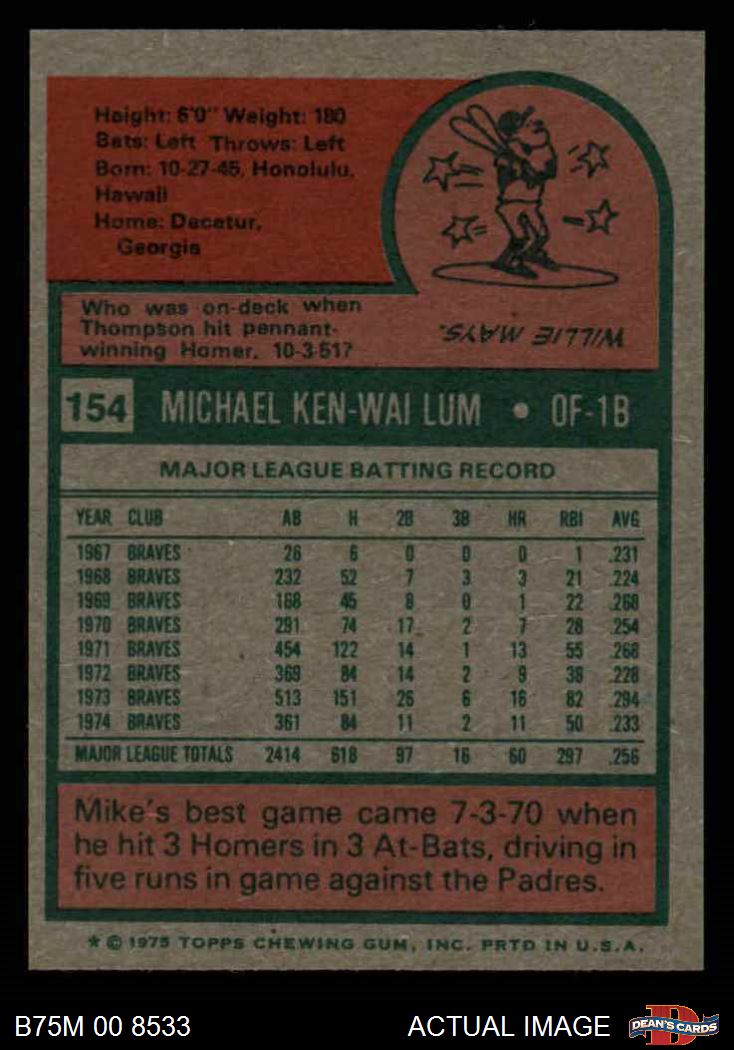 Height: 6'0" Weight: 180
Bats: Left Throws: Left
Born: 10-27-45, Honolulu,
Hawaii
Home: Decatur,
Georgia
Who was on-deck when
Thompson hit pennant-
winning Homer, 10-3-51?
WILLIE MAYS.
154 MICHAEL KEN-WAI LUM • OF-1B
MAJOR LEAGUE BATTING RECORD
YEAR CLUB AB H 2B 3B HR RBI AVG
1967 BRAVES 26 6 0 0 0 1 .231
1968 BRAVES 232 52 7 3 3 21 .224
1969 BRAVES 168 45 8 0 1 22 .268
1970 BRAVES 291 74 17 2 7 28 .254
1971 BRAVES 454 122 14 1 13 55 .268
1972 BRAVES 369 84 14 2 9 38 .228
1973 BRAVES 513 151 26 6 16 82 .294
1974 BRAVES 361 84 11 2 11 50 .233
MAJOR LEAGUE TOTALS 2414 618 97 16 60 297 .256
Mike's best game came 7-3-70 when
he hit 3 Homers in 3 At-Bats, driving in
five runs in game against the Padres.
* © 1975 TOPPS CHEWING GUM, INC. PRTD IN U.S.A.
B75M 00 8533 ACTUAL IMAGE DEAN'S CARDS